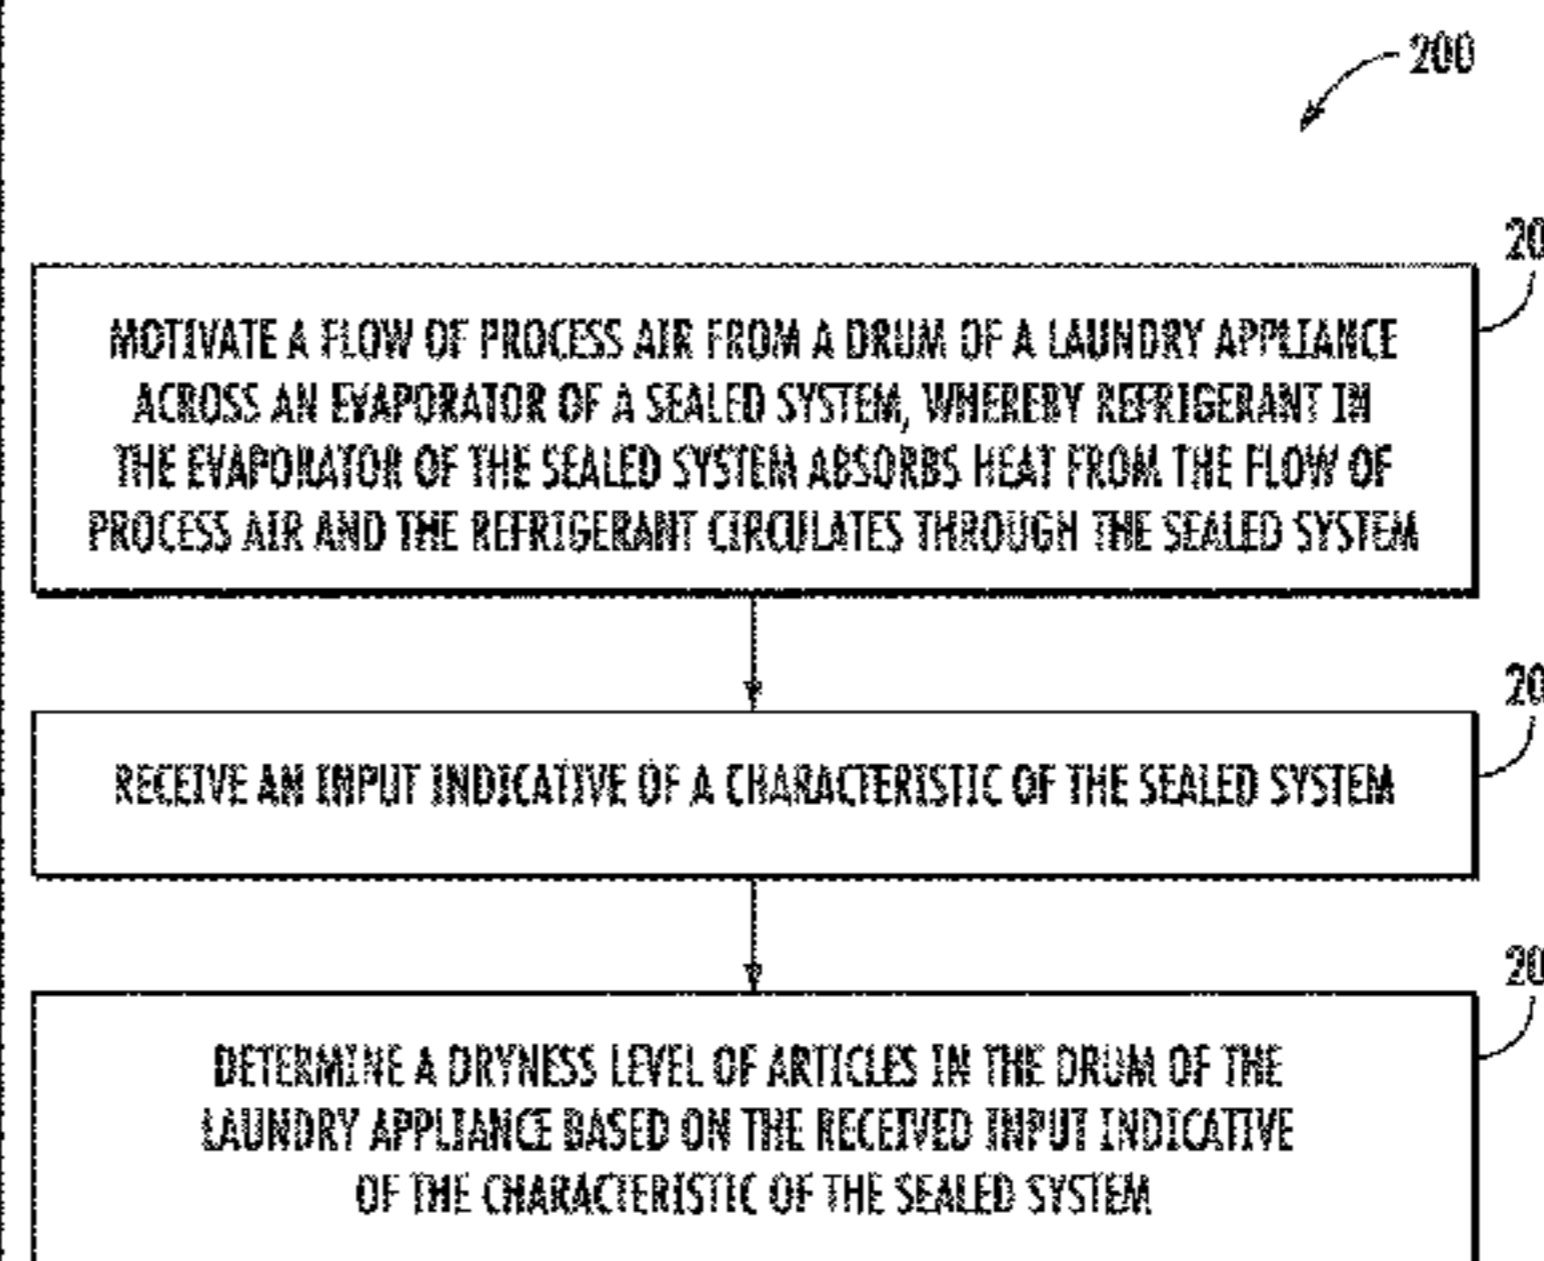 200
20
MOTIVATE A FLOW OF PROCESS AIR FROM A DRUM OF A LAUNDRY APPLIANCE
ACROSS AN EVAPORATOR OF A SEALED SYSTEM, WHEREBY REFRIGERANT IN
THE EVAPORATOR OF THE SEALED SYSTEM ABSORBS HEAT FROM THE FLOW OF
PROCESS AIR AND THE REFRIGERANT CIRCULATES THROUGH THE SEALED SYSTEM
20
RECEIVE AN INPUT INDICATIVE OF A CHARACTERISTIC OF THE SEALED SYSTEM
20
DETERMINE A DRYNESS LEVEL OF ARTICLES IN THE DRUM OF THE
LAUNDRY APPLIANCE BASED ON THE RECEIVED INPUT INDICATIVE
OF THE CHARACTERISTIC OF THE SEALED SYSTEM